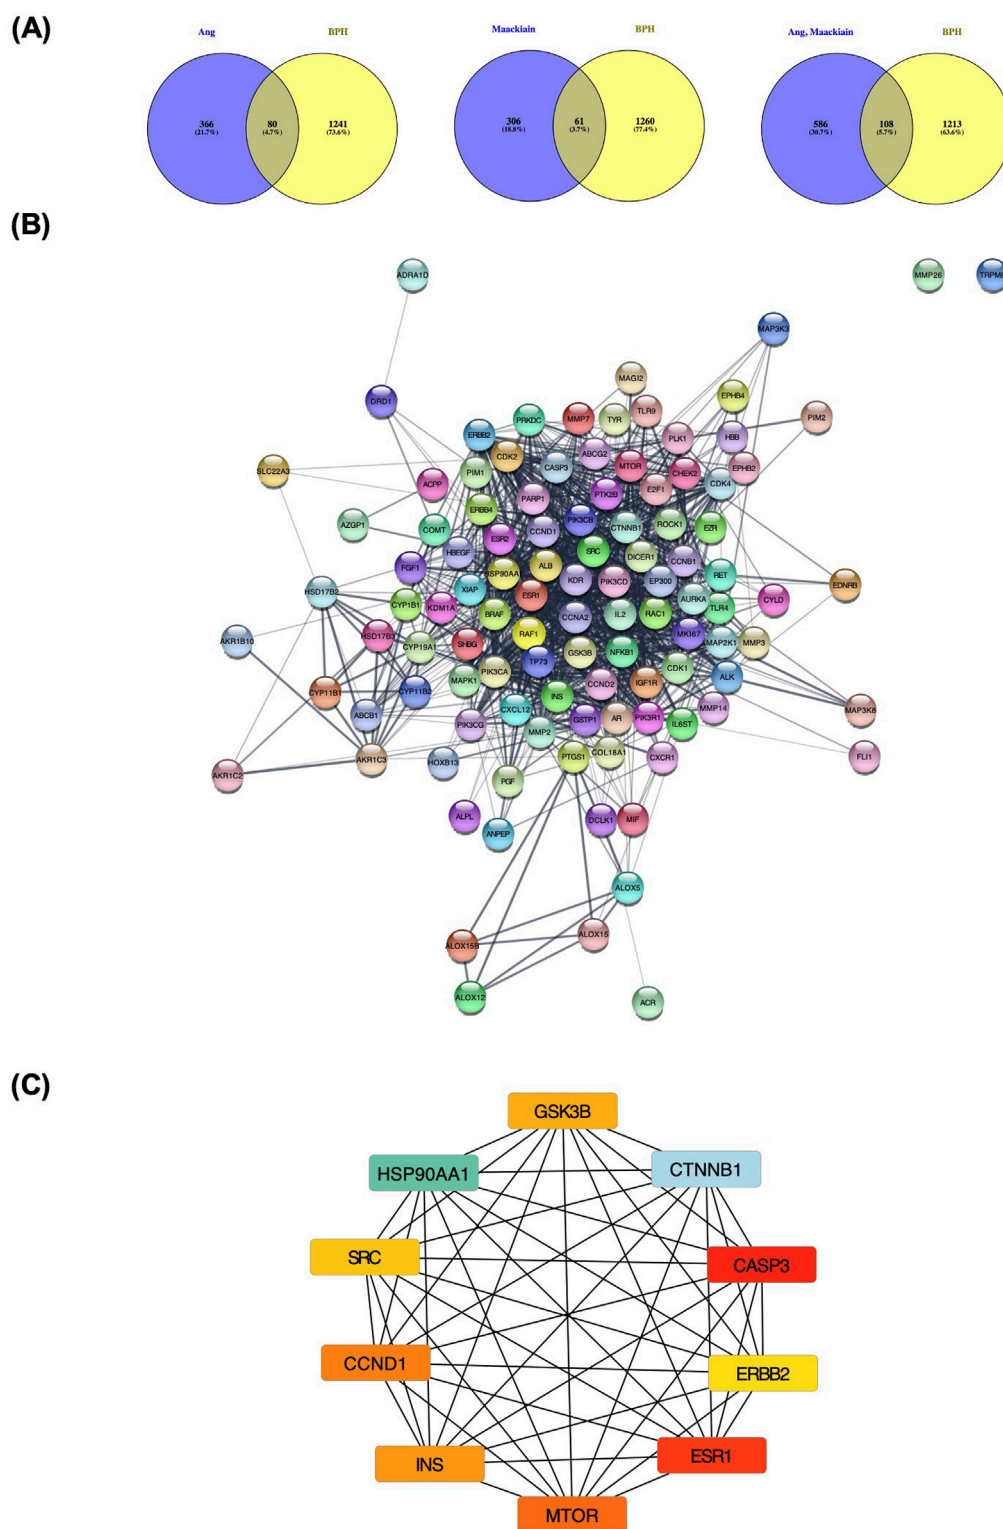 (A)
Ang BPH
366 80 1241
(21.7%) (4.7%) (73.6%)
Maackiain BPH
306 61 1260
(18.8%) (3.7%) (77.4%)
Ang, Maackiain BPH
586 108 1213
(30.7%) (5.7%) (63.6%)
(B)
ADRA1D
MMP26
TRPM8
MAP3K3
MAGI2
EPHB4
DRD1
PRKDC
MMP7
TYR
TLR9
PIM2
ERBB2
PLK1
HBB
CDK2
ABCG2
SLC22A3
PIM1
CASP3
MTOR
CHEK2
EPHB2
ACPP
PARP1
PTK2B
E2F1
CDK4
AZGP1
COMT
ERBB4
CCND1
PIK3CB
CTNNB1
ROCK1
EZR
ESR2
HBEGF
SRC
DICER1
CCNB1
FGF1
HSP90AA1
ALB
KDR
PIK3CD
EP300
RET
EDNRB
HSD17B2
XIAP
ESR1
AURKA
CYP1B1
KDM1A
BRAF
CCNA2
IL2
RAC1
TLR4
CYLD
AKR1B10
HSD17B3
CYP19A1
SHBG
RAF1
MKI67
MAP2K1
MMP3
TP73
GSK3B
NFKB1
CDK1
ALK
CYP11B1
CYP11B2
MAPK1
PIK3CA
INS
CCND2
IGF1R
ABCB1
PIK3CG
CXCL12
GSTP1
AR
PIK3R1
IL6ST
MMP14
MAP3K8
MMP2
AKR1C2
AKR1C3
HOXB13
PTGS1
COL18A1
CXCR1
FLI1
PGF
ALPL
ANPEP
DCLK1
MIF
ALOX5
ALOX15B
ALOX15
ALOX12
ACR
(C)
GSK3B
HSP90AA1
CTNNB1
SRC
CASP3
CCND1
ERBB2
INS
ESR1
MTOR